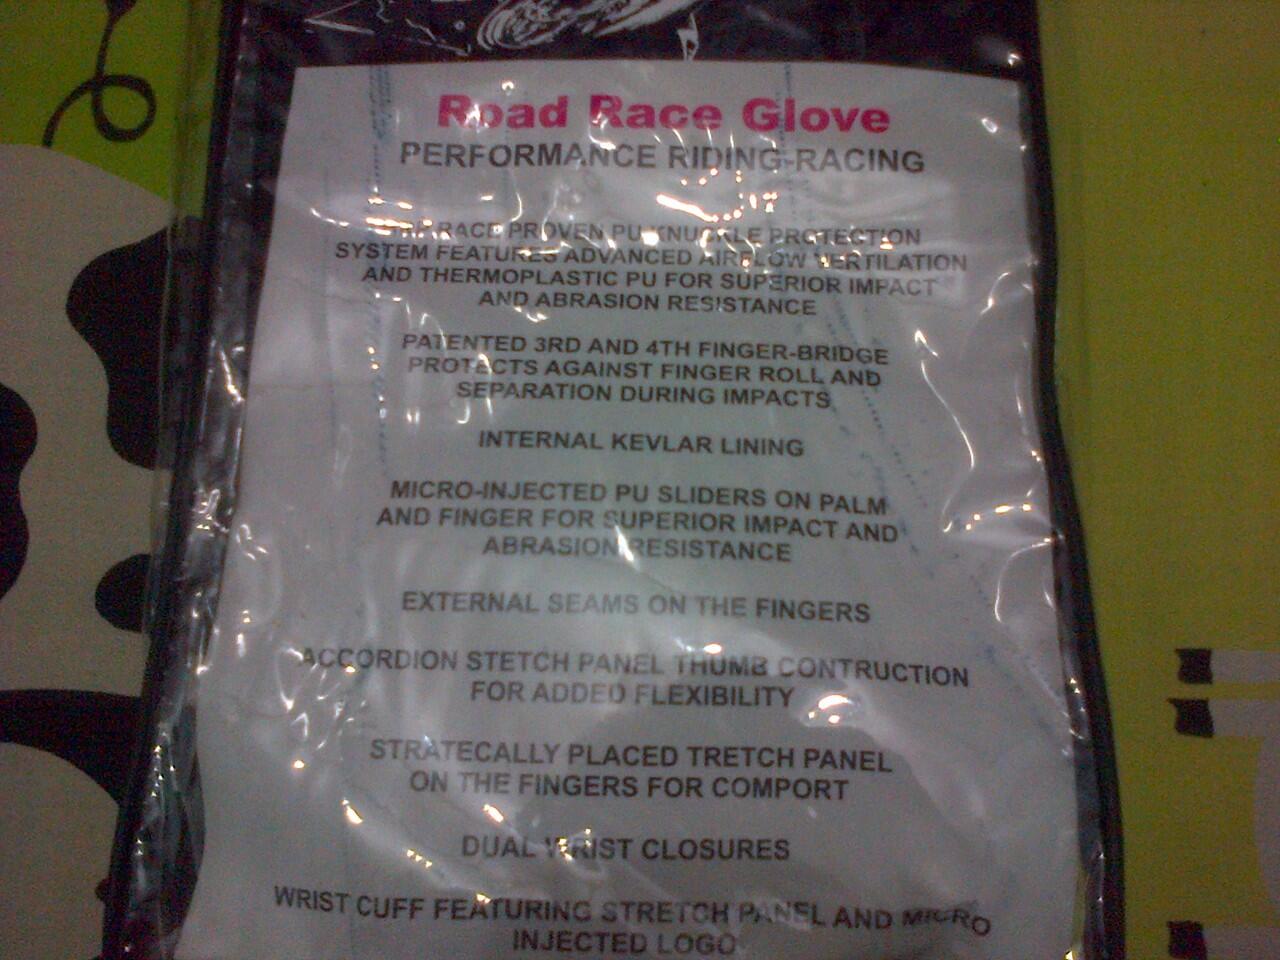 Road Race Glove
PERFORMANCE RIDING-RACING
RACE PROVEN PU KNUCKLE PROTECTION
SYSTEM FEATURES ADVANCED AIRFLOW VERTILATION
AND THERMOPLASTIC PU FOR SUPERIOR IMPACT
AND ABRASION RESISTANCE
PATENTED 3RD AND 4TH FINGER-BRIDGE
PROTECTS AGAINST FINGER ROLL AND
SEPARATION DURING IMPACTS
INTERNAL KEVLAR LINING
MICRO-INJECTED PU SLIDERS ON PALM
AND FINGER FOR SUPERIOR IMPACT AND
ABRASION RESISTANCE
EXTERNAL SEAMS ON THE FINGERS
ACCORDION STETCH PANEL THUMB CONTRUCTION
FOR ADDED FLEXIBILITY
STRATECALLY PLACED TRETCH PANEL
ON THE FINGERS FOR COMPORT
DUAL WRIST CLOSURES
WRIST CUFF FEATURING STRETCH PANEL AND MICRO
INJECTED LOGO